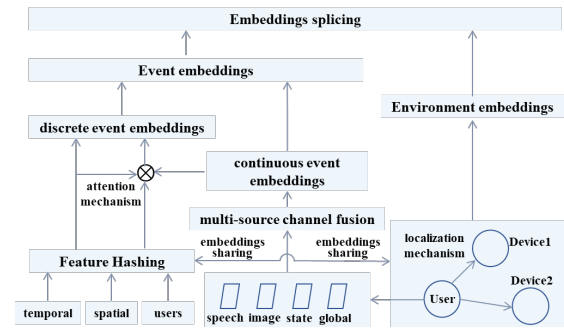 Embeddings splicing
Event embeddings
Environment embeddings
discrete event embeddings
continuous event
embeddings
attention
mechanism
multi-source channel fusion
embeddings
sharing
embeddings
sharing
localization
mechanism
Device1
Feature Hashing
Device2
User
temporal
spatial
users
speech image state global